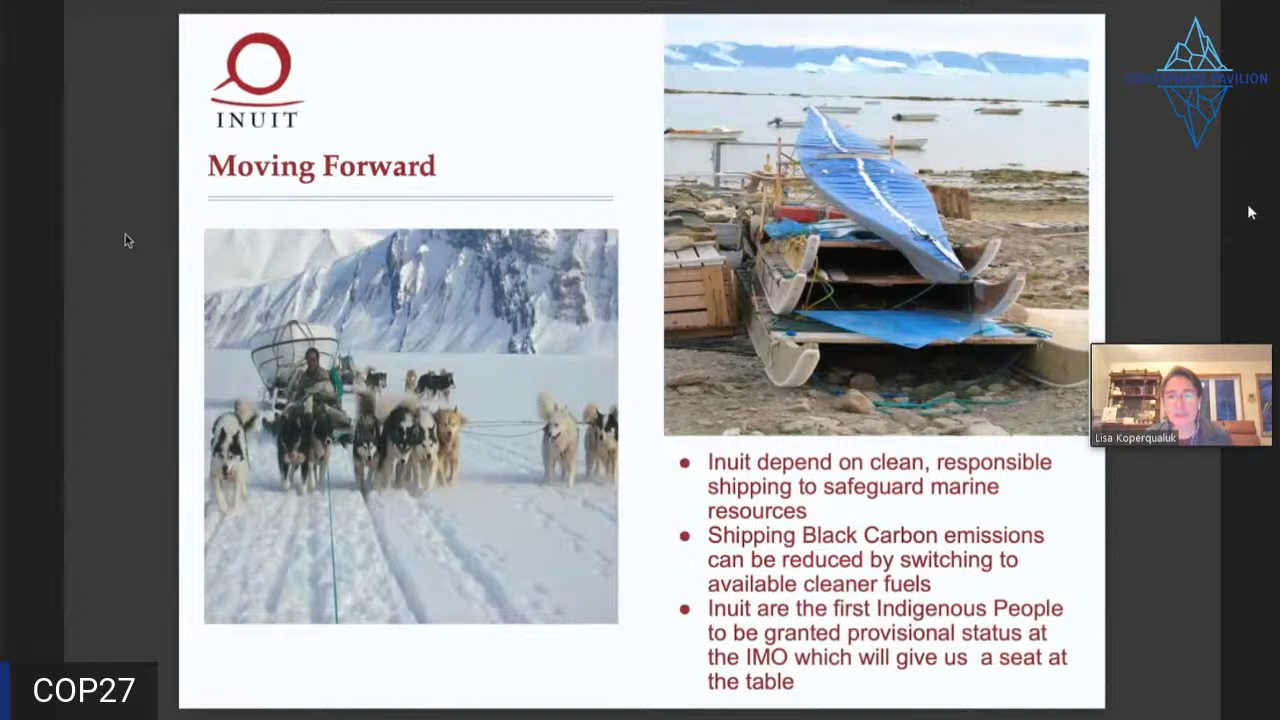 INUIT
Moving Forward
Inuit depend on clean, responsible
shipping to safeguard marine
resources
Shipping Black Carbon emissions
can be reduced by switching to
available cleaner fuels
Inuit are the first Indigenous People
to be granted provisional status at
the IMO which will give us a seat at
the table
CRYOSPHERE PAVILION
Lisa Koperqualuk
COP27